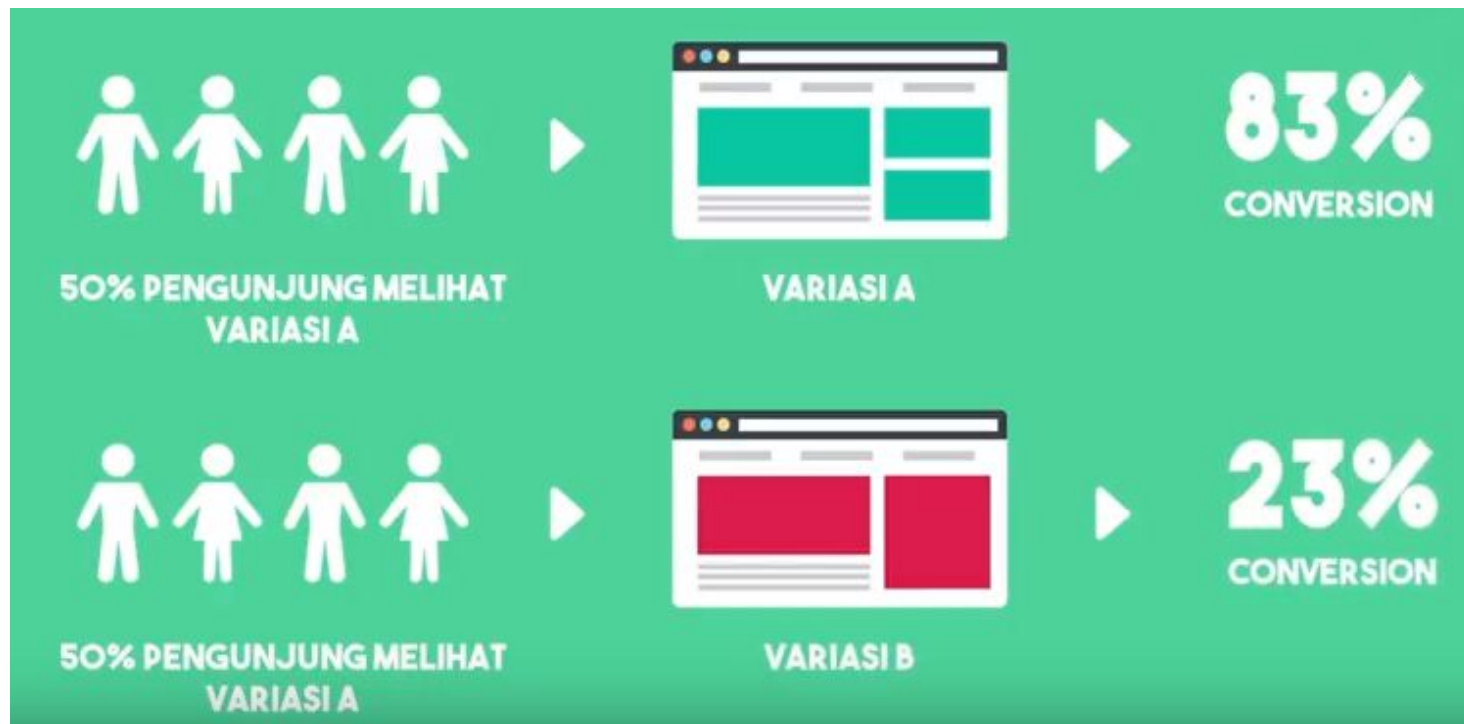 83%
CONVERSION
50% PENGUNJUNG MELIHAT
VARIASI A
VARIASI A
23%
CONVERSION
50% PENGUNJUNG MELIHAT
VARIASI A
VARIASI B